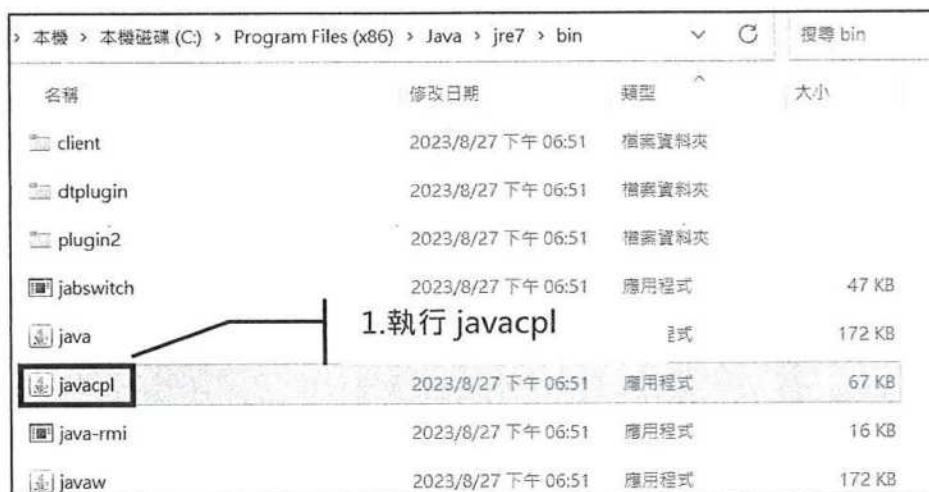 › 本機 › 本機磁碟 (C:) › Program Files (x86) › Java › jre7 › bin 搜尋 bin
名稱 修改日期 類型 大小
client 2023/8/27 下午 06:51 檔案資料夾
dtplugin 2023/8/27 下午 06:51 檔案資料夾
plugin2 2023/8/27 下午 06:51 檔案資料夾
jabswitch 2023/8/27 下午 06:51 應用程式 47 KB
1.執行 javacpl
java 程式 172 KB
javacpl 2023/8/27 下午 06:51 應用程式 67 KB
java-rmi 2023/8/27 下午 06:51 應用程式 16 KB
javaw 2023/8/27 下午 06:51 應用程式 172 KB